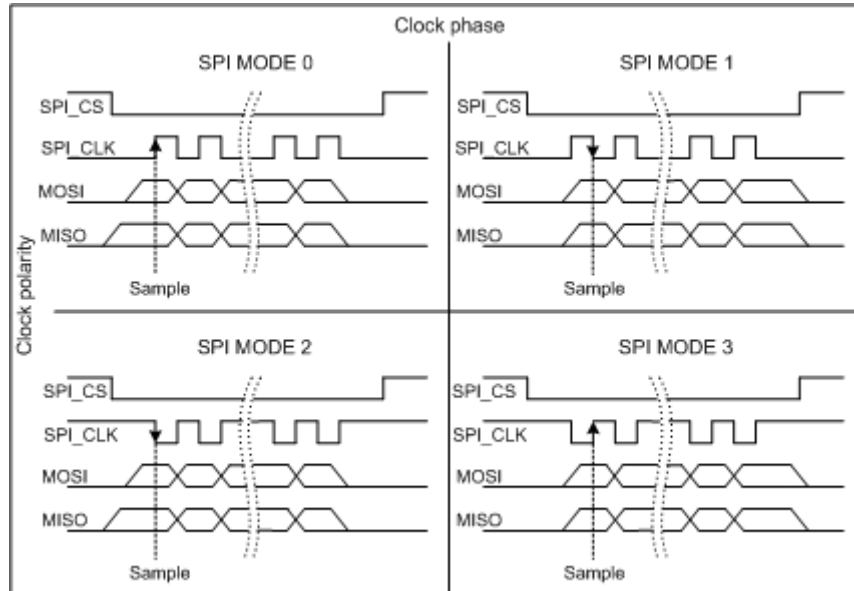 Clock phase
Clock polarity
SPI MODE 0
SPI_CS
SPI_CLK
MOSI
MISO
Sample
SPI MODE 1
SPI_CS
SPI_CLK
MOSI
MISO
Sample
SPI MODE 2
SPI_CS
SPI_CLK
MOSI
MISO
Sample
SPI MODE 3
SPI_CS
SPI_CLK
MOSI
MISO
Sample